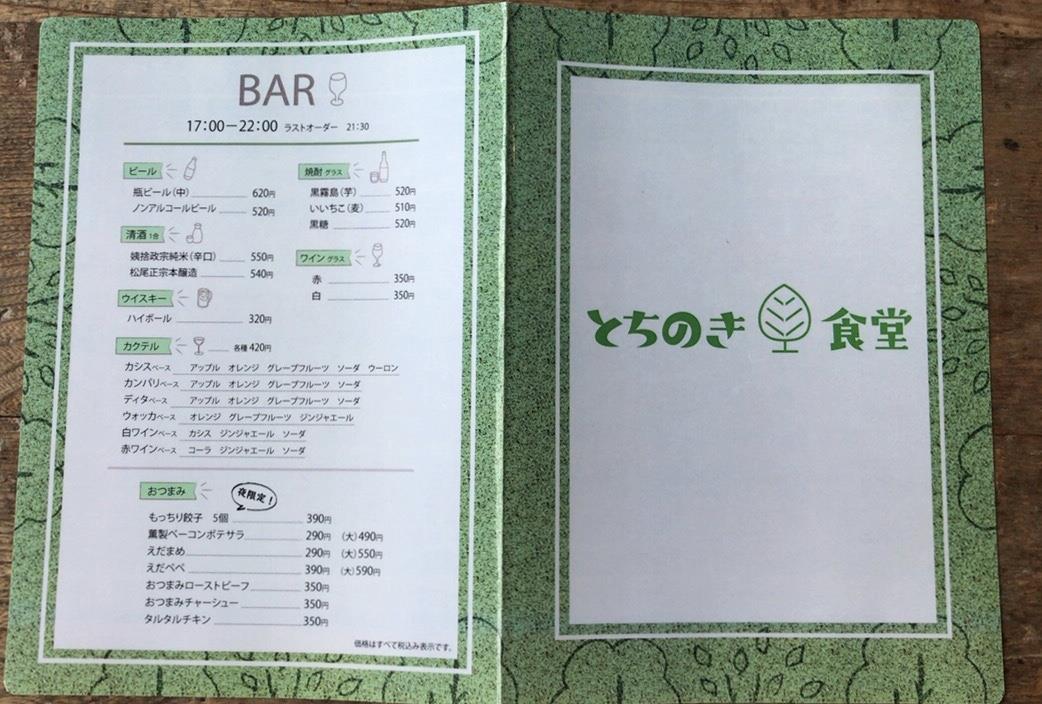 BAR
17:00-22:00 ラストオーダー 21:30
ビール
瓶ビール(中) 620円
ノンアルコールビール 520円
清酒 1合
姨捨政宗純米(辛口) 550円
松尾正宗本醸造 540円
ウイスキー
ハイボール 320円
焼酎 グラス
黒霧島(芋) 520円
いいちこ(麦) 510円
黒糖 520円
ワイン グラス
赤 350円
白 350円
カクテル 各種 420円
カシスベース アップル オレンジ グレープフルーツ ソーダ ウーロン
カンパリベース アップル オレンジ グレープフルーツ ソーダ
ディタベース アップル オレンジ グレープフルーツ ソーダ
ウォッカベース オレンジ グレープフルーツ ジンジャエール
白ワインベース カシス ジンジャエール ソーダ
赤ワインベース コーラ ジンジャエール ソーダ
おつまみ 夜限定!
もっちり餃子 5個 390円
薫製ベーコンポテサラ 290円 (大)490円
えだまめ 290円 (大)550円
えだペペ 390円 (大)590円
おつまみローストビーフ 350円
おつまみチャーシュー 350円
タルタルチキン 350円
価格はすべて税込み表示です。
とちのき 食堂